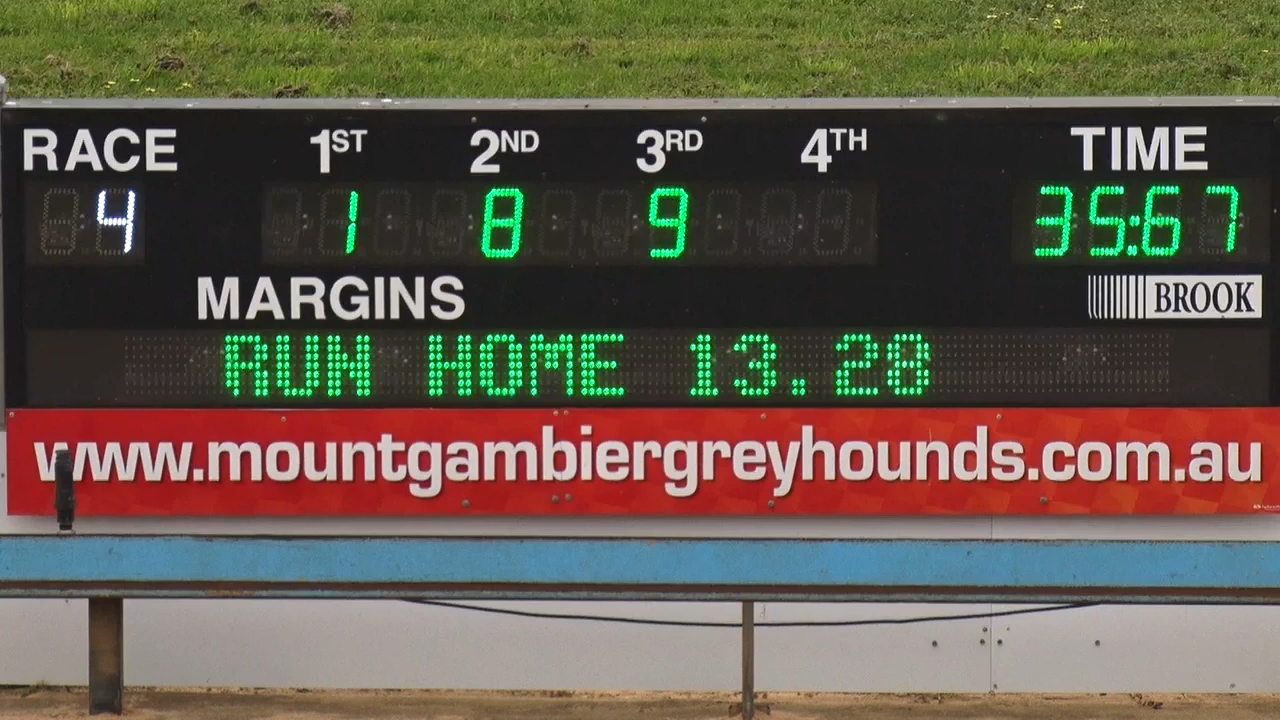 RACE 1ST 2ND 3RD 4TH TIME
4 1 8 9 35:67
MARGINS BROOK
RUN HOME 13.28
www.mountgambiergreyhounds.com.au